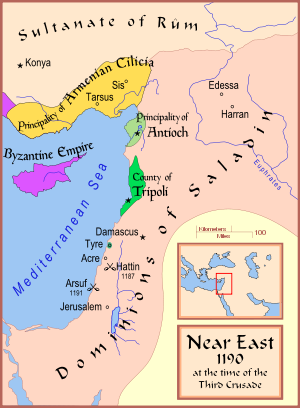 Sultanate of Rûm
Konya
Principality of Armenian Cilicia
Sis
Tarsus
Edessa
Harran
Principality of
Antioch
Byzantine Empire
Euphrates
County of
Tripoli
Mediterranean Sea
Dominions of Saladin
Damascus
Tyre
Acre
Hattin
1187
Arsuf
1191
Jerusalem
Kilometers
Miles
100
Near East
1190
at the time of the
Third Crusade